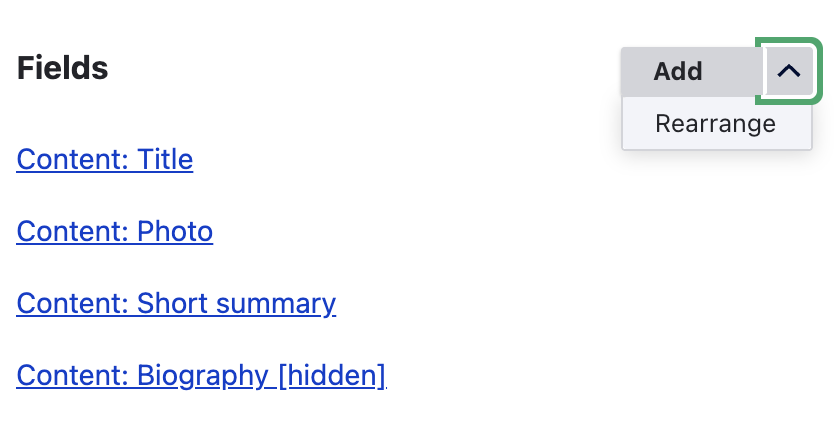 Fields
Add
Rearrange
Content: Title
Content: Photo
Content: Short summary
Content: Biography [hidden]